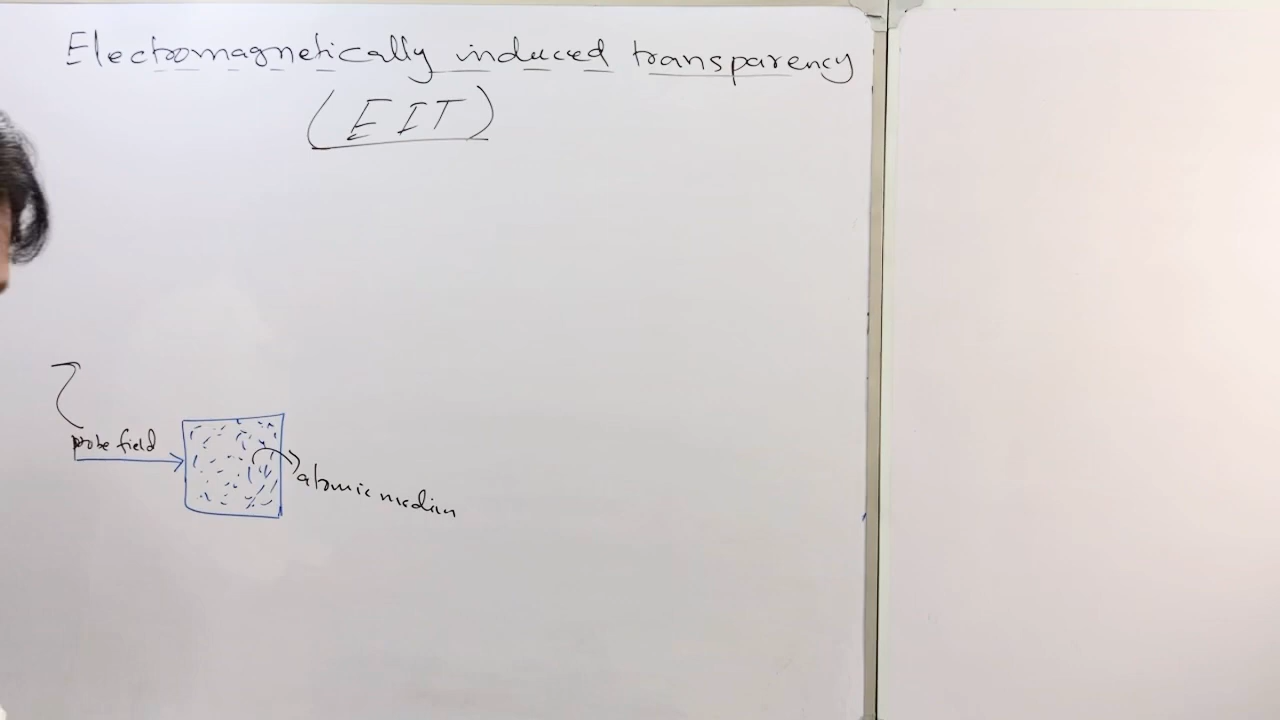 Electromagnetically induced transparency
(EIT)
probe field
atomic medium